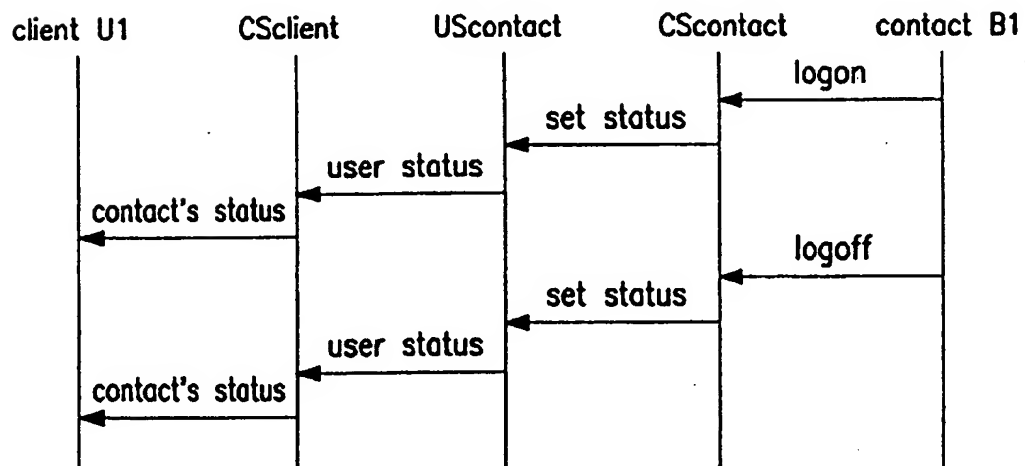 client U1 CSclient UScontact CScontact contact B1
logon
set status
user status
contact's status
logoff
set status
user status
contact's status